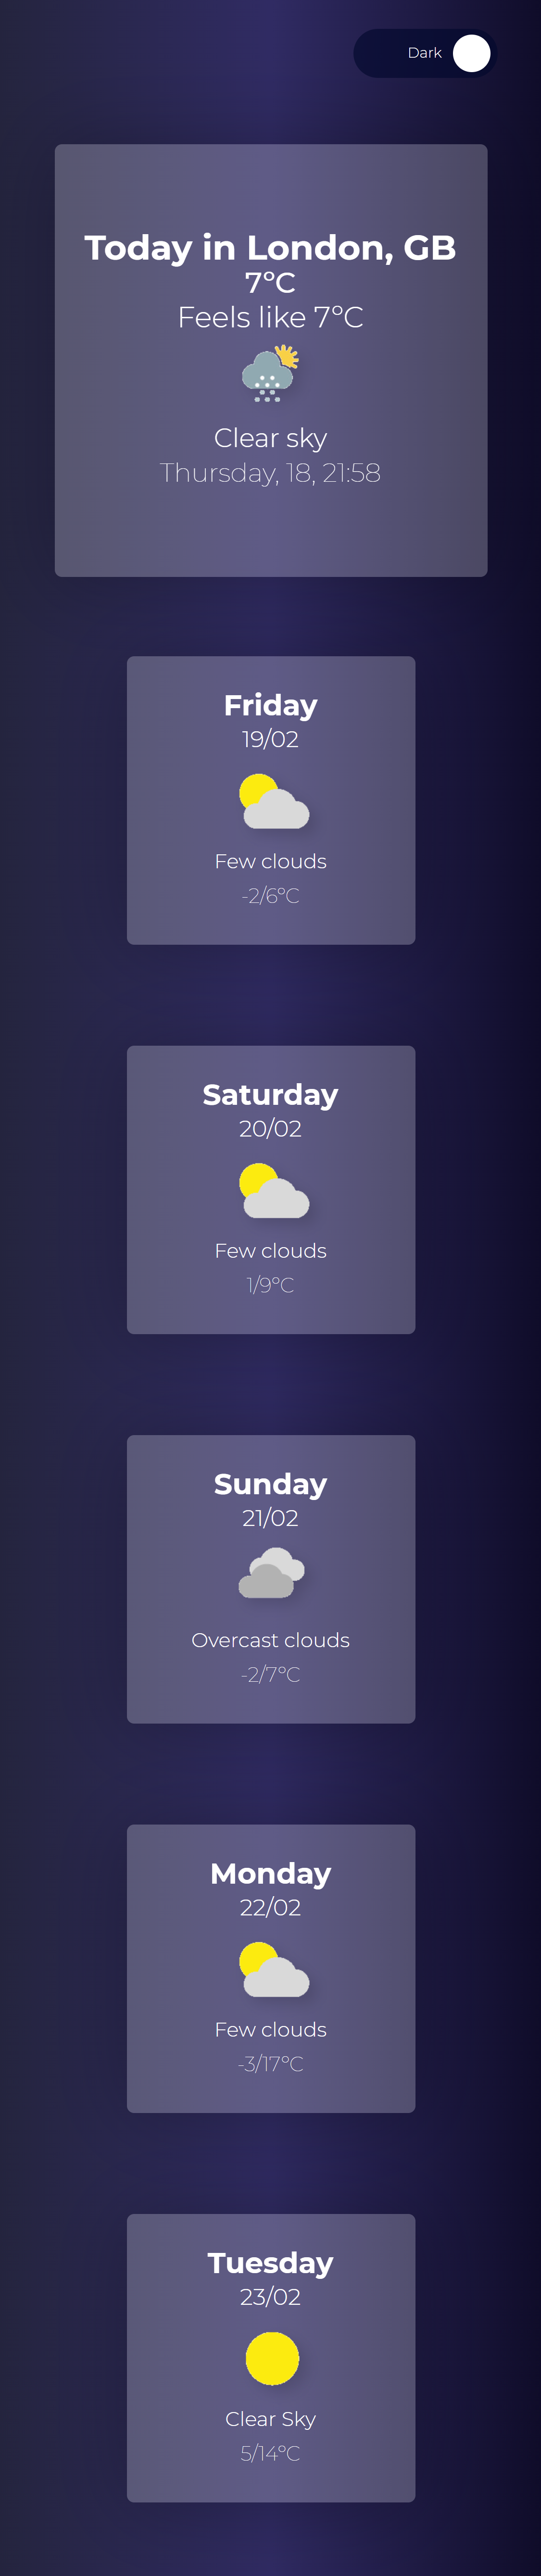 Dark
Today in London, GB
7°C
Feels like 7°C
Clear sky
Thursday, 18, 21:58
Friday
19/02
Few clouds
-2/6°C
Saturday
20/02
Few clouds
1/9°C
Sunday
21/02
Overcast clouds
-2/7°C
Monday
22/02
Few clouds
-3/17°C
Tuesday
23/02
Clear Sky
5/14°C